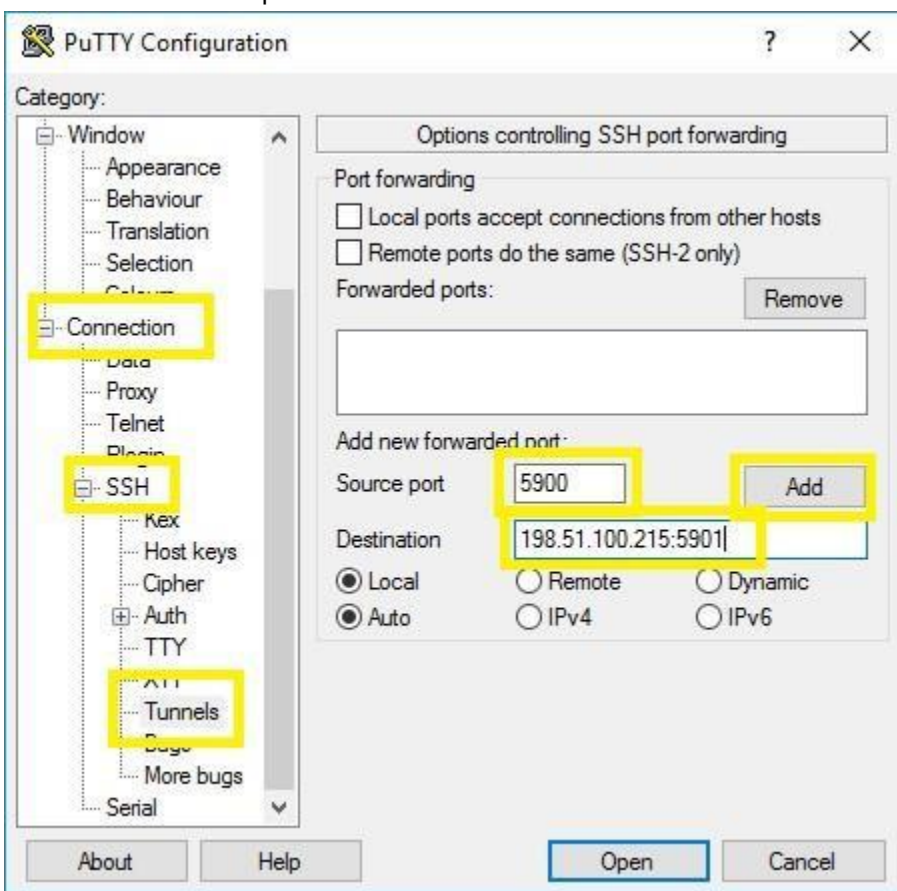 PuTTY Configuration
?
Category:
Window
Appearance
Behaviour
Translation
Selection
Connection
Data
Proxy
Telnet
SSH
Kex
Host keys
Cipher
Auth
TTY
Tunnels
Bugs
More bugs
Serial
Options controlling SSH port forwarding
Port forwarding
Local ports accept connections from other hosts
Remote ports do the same (SSH-2 only)
Forwarded ports:
Remove
Add new forwarded port:
Source port 5900 Add
Destination 198.51.100.215:5901
Local Remote Dynamic
Auto IPv4 IPv6
About Help Open Cancel